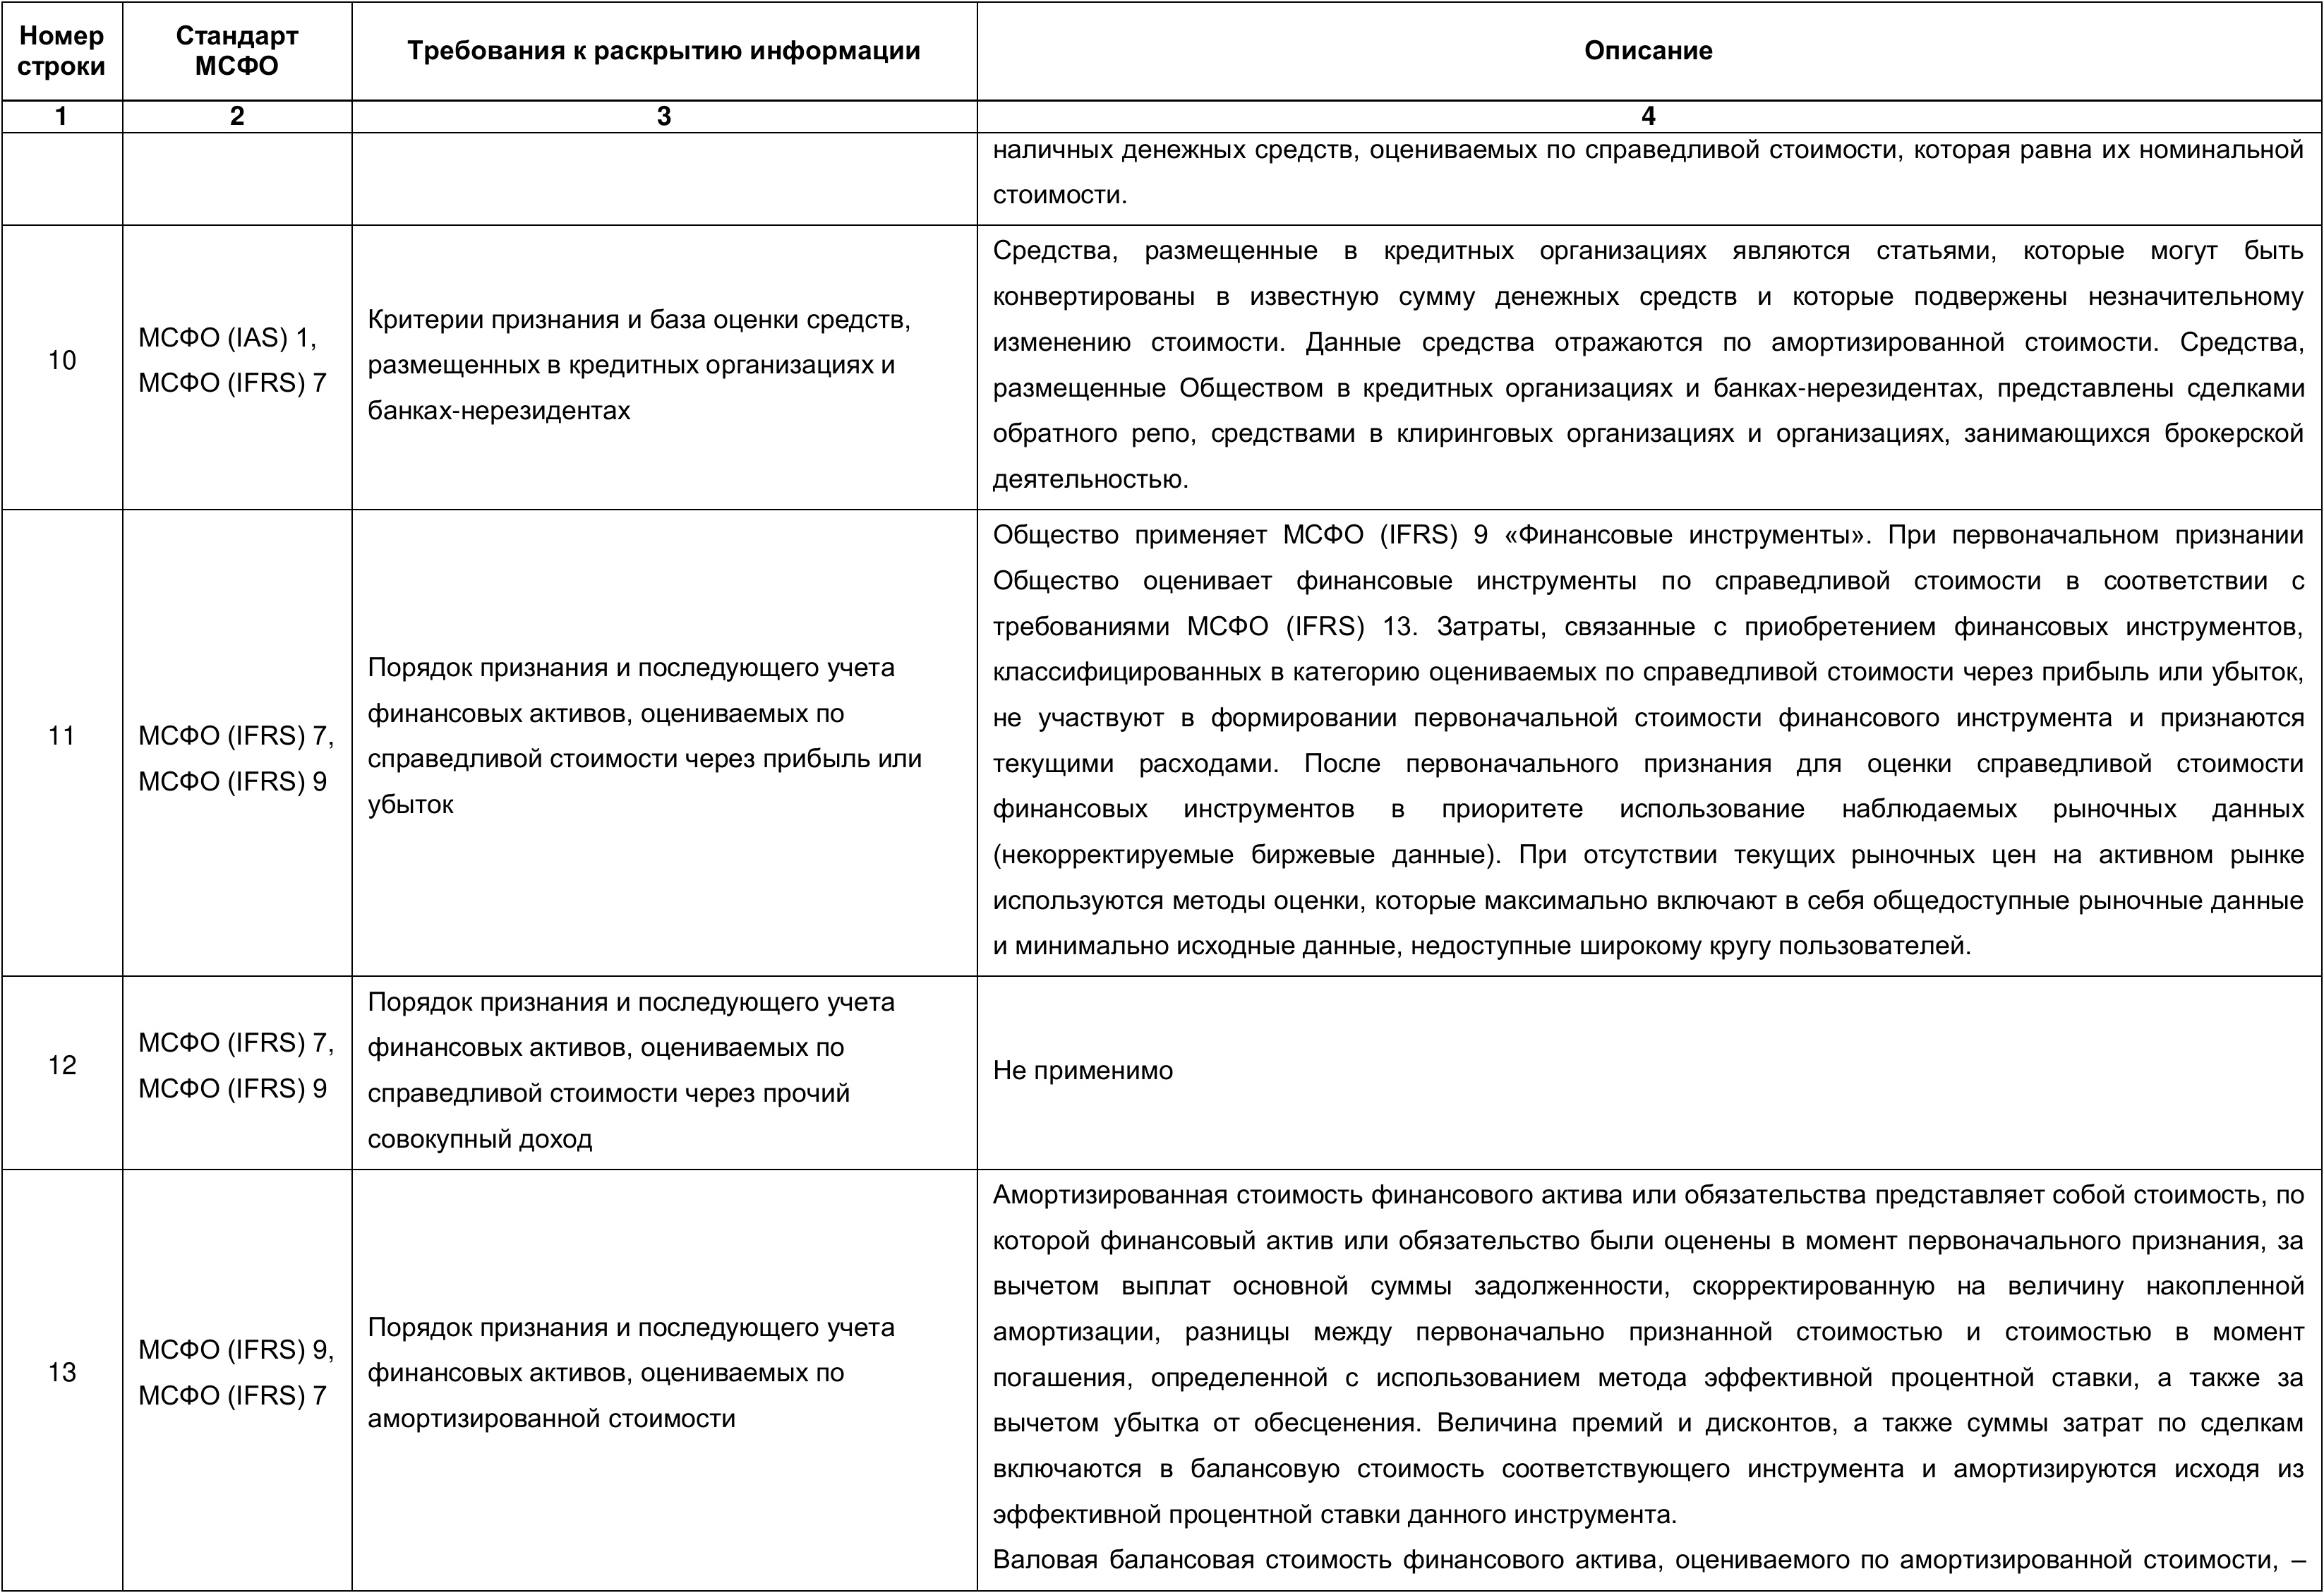 Номер строки
Стандарт МСФО
Требования к раскрытию информации
Описание
1
2
3
4
наличных денежных средств, оцениваемых по справедливой стоимости, которая равна их номинальной
стоимости.
10
МСФО (IAS) 1,
МСФО (IFRS) 7
Критерии признания и база оценки средств,
размещенных в кредитных организациях и
банках-нерезидентах
Средства, размещенные в кредитных организациях являются статьями, которые могут быть
конвертированы в известную сумму денежных средств и которые подвержены незначительному
изменению стоимости. Данные средства отражаются по амортизированной стоимости. Средства,
размещенные Обществом в кредитных организациях и банках-нерезидентах, представлены сделками
обратного репо, средствами в клиринговых организациях и организациях, занимающихся брокерской
деятельностью.
11
МСФО (IFRS) 7,
МСФО (IFRS) 9
Порядок признания и последующего учета
финансовых активов, оцениваемых по
справедливой стоимости через прибыль или
убыток
Общество применяет МСФО (IFRS) 9 «Финансовые инструменты». При первоначальном признании
Общество оценивает финансовые инструменты по справедливой стоимости в соответствии с
требованиями МСФО (IFRS) 13. Затраты, связанные с приобретением финансовых инструментов,
классифицированных в категорию оцениваемых по справедливой стоимости через прибыль или убыток,
не участвуют в формировании первоначальной стоимости финансового инструмента и признаются
текущими расходами. После первоначального признания для оценки справедливой стоимости
финансовых инструментов в приоритете использование наблюдаемых рыночных данных
(некорректируемые биржевые данные). При отсутствии текущих рыночных цен на активном рынке
используются методы оценки, которые максимально включают в себя общедоступные рыночные данные
и минимально исходные данные, недоступные широкому кругу пользователей.
12
МСФО (IFRS) 7,
МСФО (IFRS) 9
Порядок признания и последующего учета
финансовых активов, оцениваемых по
справедливой стоимости через прочий
совокупный доход
Не применимо
13
МСФО (IFRS) 9,
МСФО (IFRS) 7
Порядок признания и последующего учета
финансовых активов, оцениваемых по
амортизированной стоимости
Амортизированная стоимость финансового актива или обязательства представляет собой стоимость, по
которой финансовый актив или обязательство были оценены в момент первоначального признания, за
вычетом выплат основной суммы задолженности, скорректированную на величину накопленной
амортизации, разницы между первоначально признанной стоимостью и стоимостью в момент
погашения, определенной с использованием метода эффективной процентной ставки, а также за
вычетом убытка от обесценения. Величина премий и дисконтов, а также суммы затрат по сделкам
включаются в балансовую стоимость соответствующего инструмента и амортизируются исходя из
эффективной процентной ставки данного инструмента.
Валовая балансовая стоимость финансового актива, оцениваемого по амортизированной стоимости, –